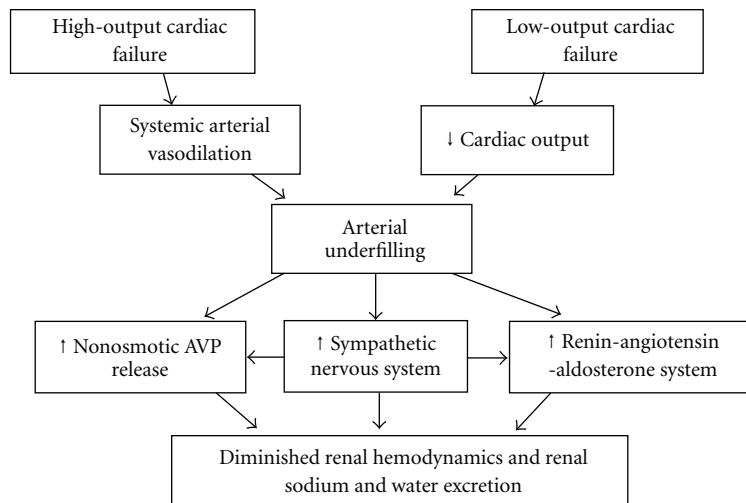 High-output cardiac
failure
Low-output cardiac
failure
Systemic arterial
vasodilation
↓ Cardiac output
Arterial
underfilling
↑ Nonosmotic AVP
release
↑ Sympathetic
nervous system
↑ Renin-angiotensin
-aldosterone system
Diminished renal hemodynamics and renal
sodium and water excretion